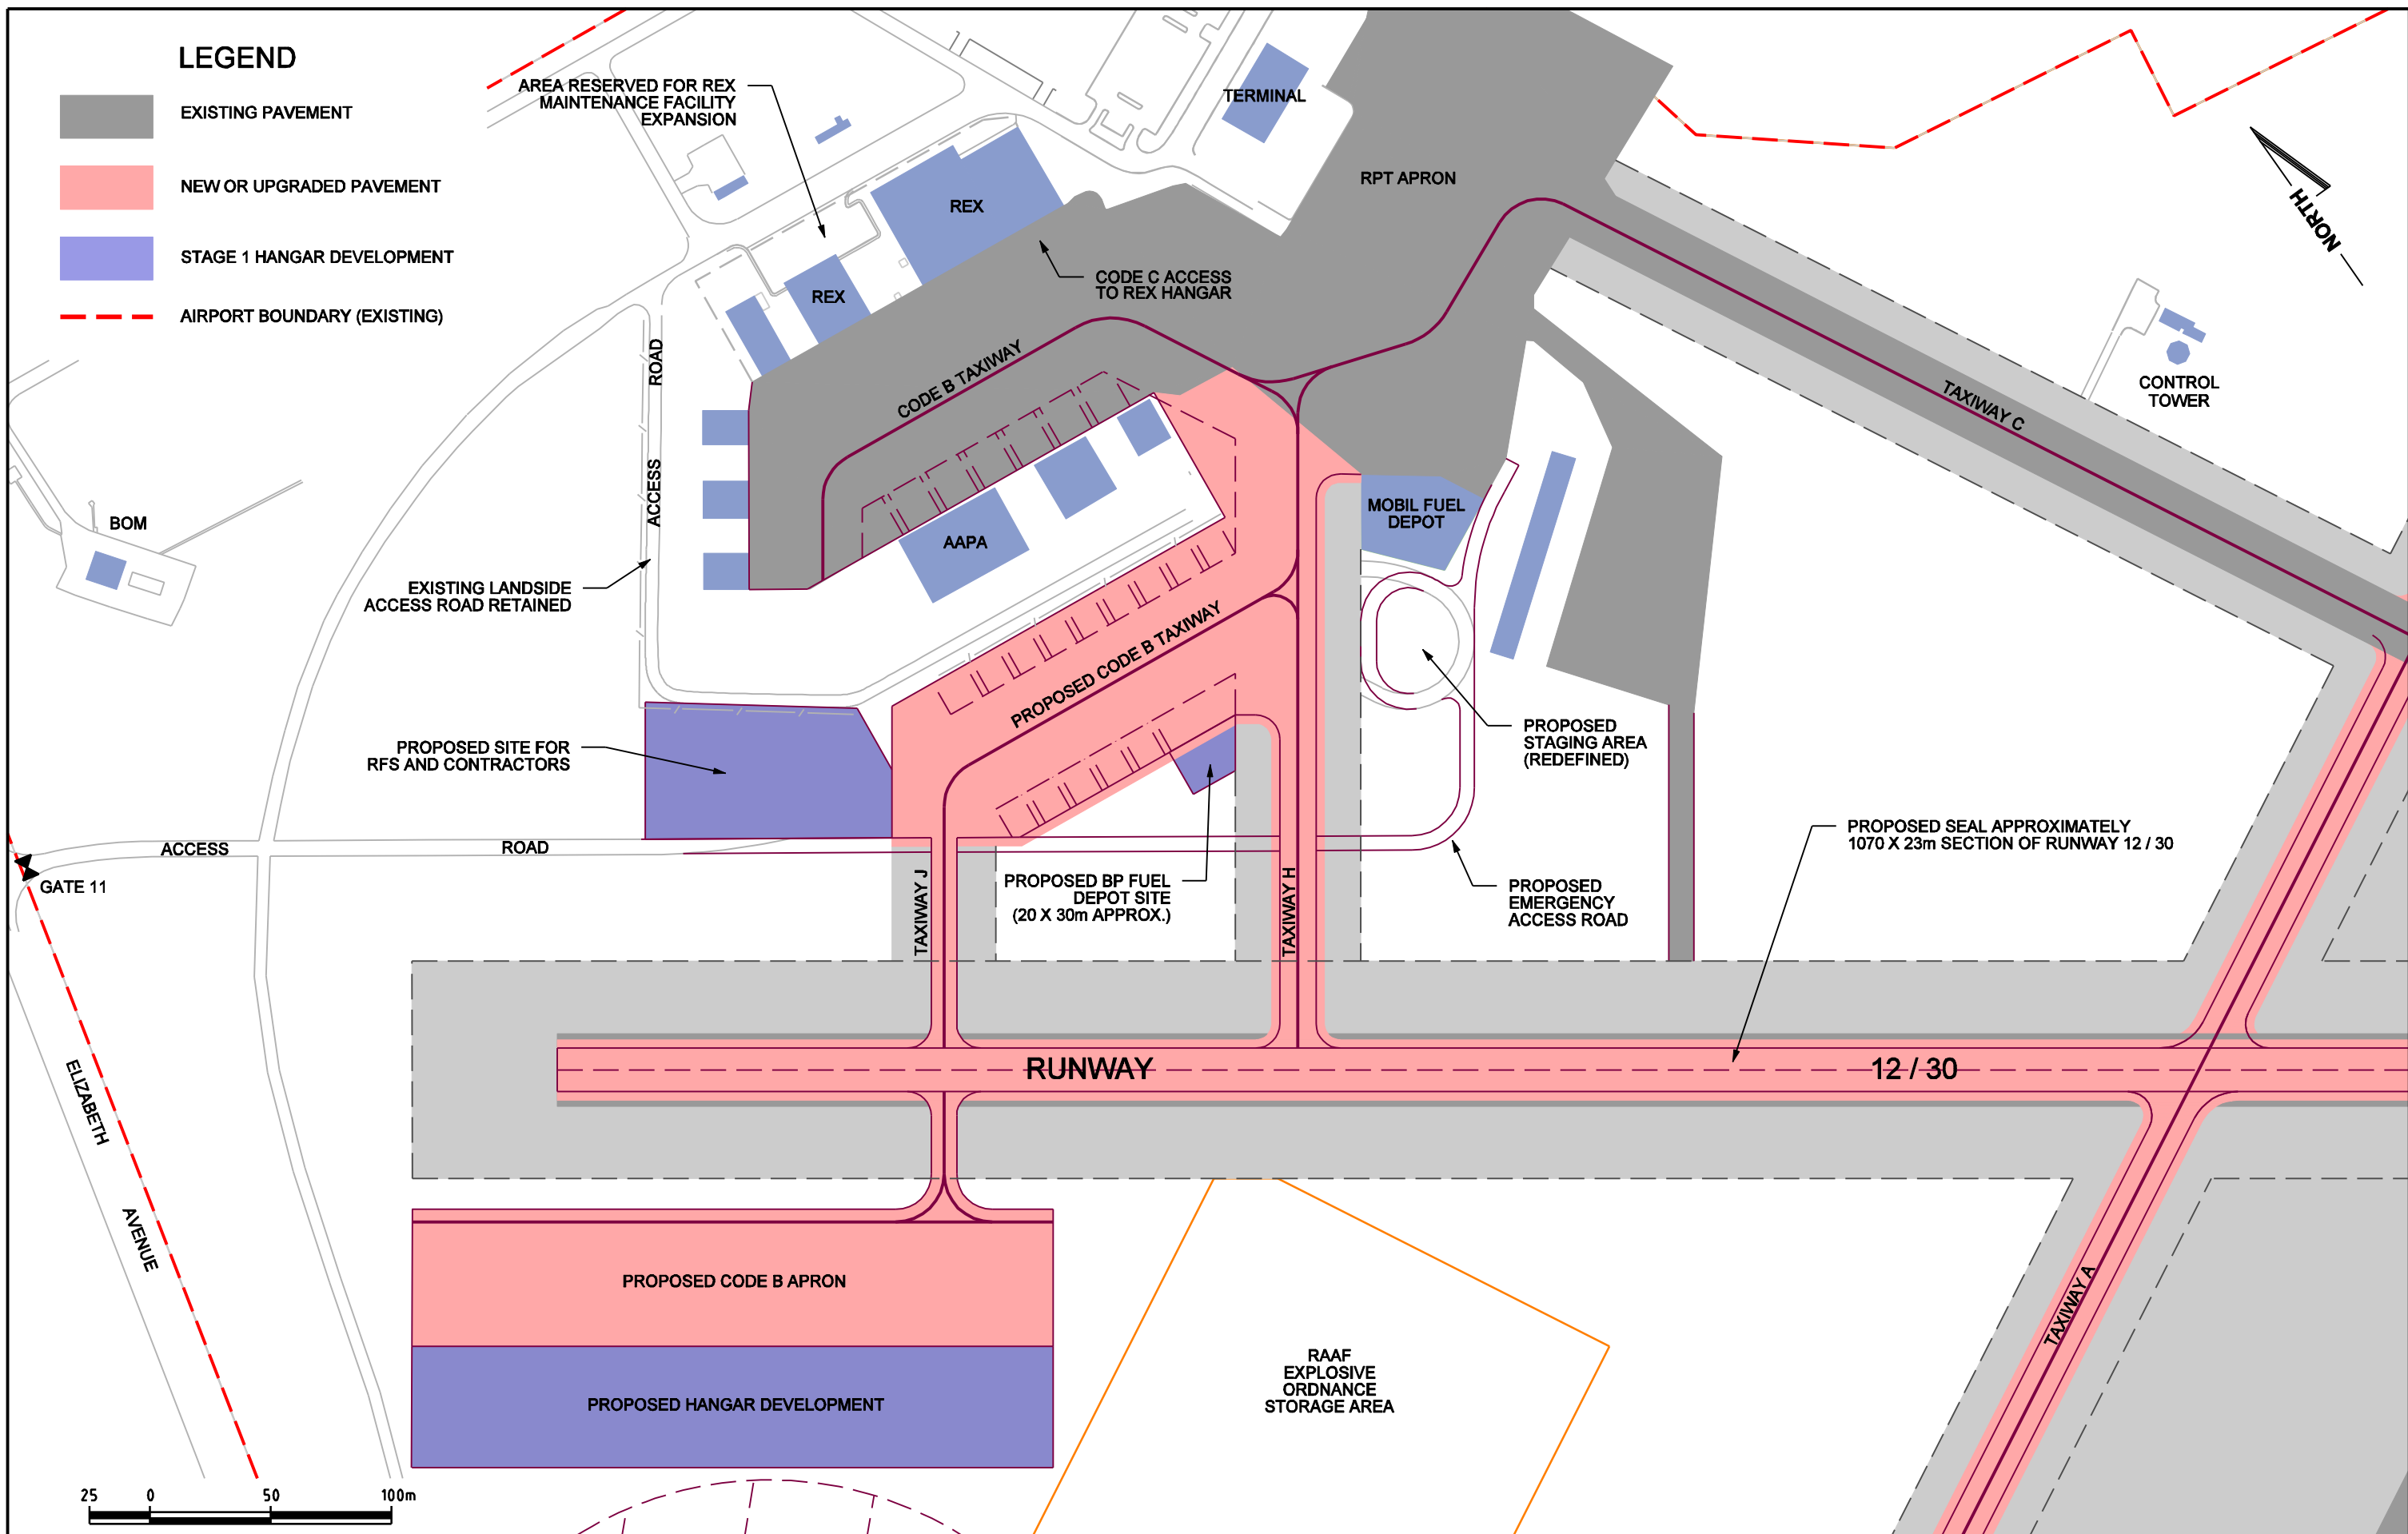 LEGEND
EXISTING PAVEMENT
NEW OR UPGRADED PAVEMENT
STAGE 1 HANGAR DEVELOPMENT
AIRPORT BOUNDARY (EXISTING)
AREA RESERVED FOR REX
MAINTENANCE FACILITY
EXPANSION
TERMINAL
RPT APRON
NORTH
REX
REX
CODE C ACCESS
TO REX HANGAR
CODE B TAXIWAY
ROAD
ACCESS
TAXIWAY C
CONTROL
TOWER
BOM
AAPA
MOBIL FUEL
DEPOT
EXISTING LANDSIDE
ACCESS ROAD RETAINED
PROPOSED CODE B TAXIWAY
PROPOSED SITE FOR
RFS AND CONTRACTORS
PROPOSED
STAGING AREA
(REDEFINED)
PROPOSED SEAL APPROXIMATELY
1070 X 23m SECTION OF RUNWAY 12 / 30
ACCESS ROAD
GATE 11
TAXIWAY J
PROPOSED BP FUEL
DEPOT SITE
(20 X 30m APPROX.)
TAXIWAY H
PROPOSED
EMERGENCY
ACCESS ROAD
RUNWAY 12 / 30
ELIZABETH
AVENUE
PROPOSED CODE B APRON
TAXIWAY A
PROPOSED HANGAR DEVELOPMENT
RAAF
EXPLOSIVE
ORDNANCE
STORAGE AREA
25 0 50 100m